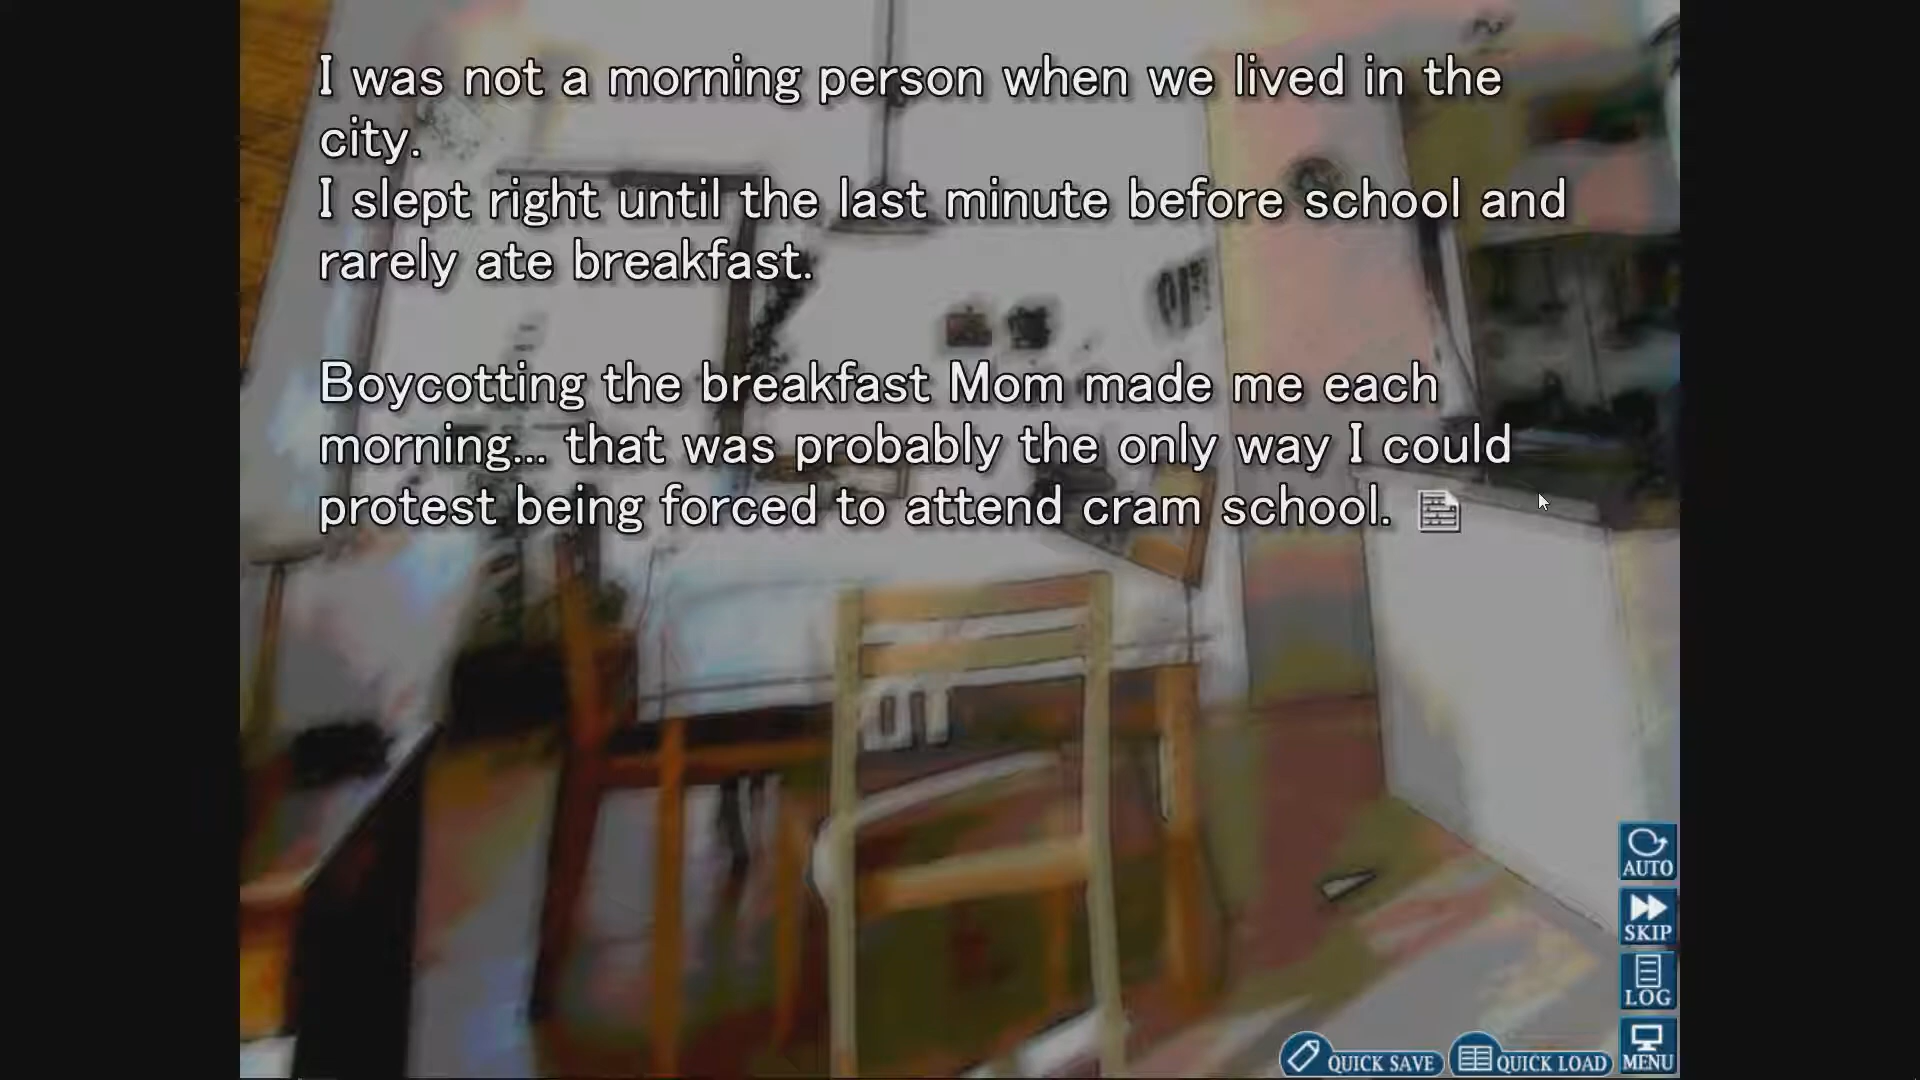 I was not a morning person when we lived in the
city.
I slept right until the last minute before school and
rarely ate breakfast.
Boycotting the breakfast Mom made me each
morning... that was probably the only way I could
protest being forced to attend cram school.
AUTO
SKIP
LOG
MENU
QUICK SAVE
QUICK LOAD